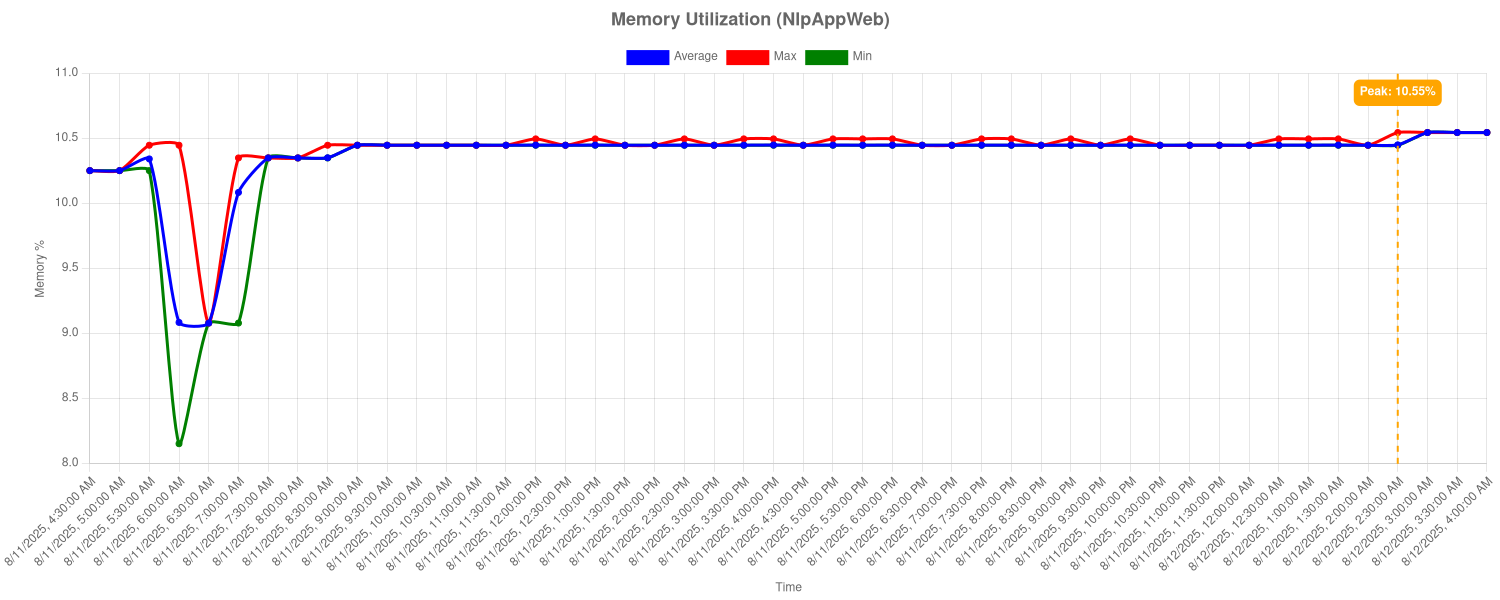 Memory Utilization (NlpAppWeb)
Average Max Min
11.0
10.5
10.0
9.5
9.0
8.5
8.0
Memory %
Peak: 10.55%
8/11/2025, 4:30:00 AM
8/11/2025, 5:00:00 AM
8/11/2025, 5:30:00 AM
8/11/2025, 6:00:00 AM
8/11/2025, 6:30:00 AM
8/11/2025, 7:00:00 AM
8/11/2025, 7:30:00 AM
8/11/2025, 8:00:00 AM
8/11/2025, 8:30:00 AM
8/11/2025, 9:00:00 AM
8/11/2025, 9:30:00 AM
8/11/2025, 10:00:00 AM
8/11/2025, 10:30:00 AM
8/11/2025, 11:00:00 AM
8/11/2025, 11:30:00 AM
8/11/2025, 12:00:00 PM
8/11/2025, 12:30:00 PM
8/11/2025, 1:00:00 PM
8/11/2025, 1:30:00 PM
8/11/2025, 2:00:00 PM
8/11/2025, 2:30:00 PM
8/11/2025, 3:00:00 PM
8/11/2025, 3:30:00 PM
8/11/2025, 4:00:00 PM
8/11/2025, 4:30:00 PM
8/11/2025, 5:00:00 PM
8/11/2025, 5:30:00 PM
8/11/2025, 6:00:00 PM
8/11/2025, 6:30:00 PM
8/11/2025, 7:00:00 PM
8/11/2025, 7:30:00 PM
8/11/2025, 8:00:00 PM
8/11/2025, 8:30:00 PM
8/11/2025, 9:00:00 PM
8/11/2025, 9:30:00 PM
8/11/2025, 10:00:00 PM
8/11/2025, 10:30:00 PM
8/11/2025, 11:00:00 PM
8/11/2025, 11:30:00 PM
8/12/2025, 12:00:00 AM
8/12/2025, 12:30:00 AM
8/12/2025, 1:00:00 AM
8/12/2025, 1:30:00 AM
8/12/2025, 2:00:00 AM
8/12/2025, 2:30:00 AM
8/12/2025, 3:00:00 AM
8/12/2025, 3:30:00 AM
8/12/2025, 4:00:00 AM
Time